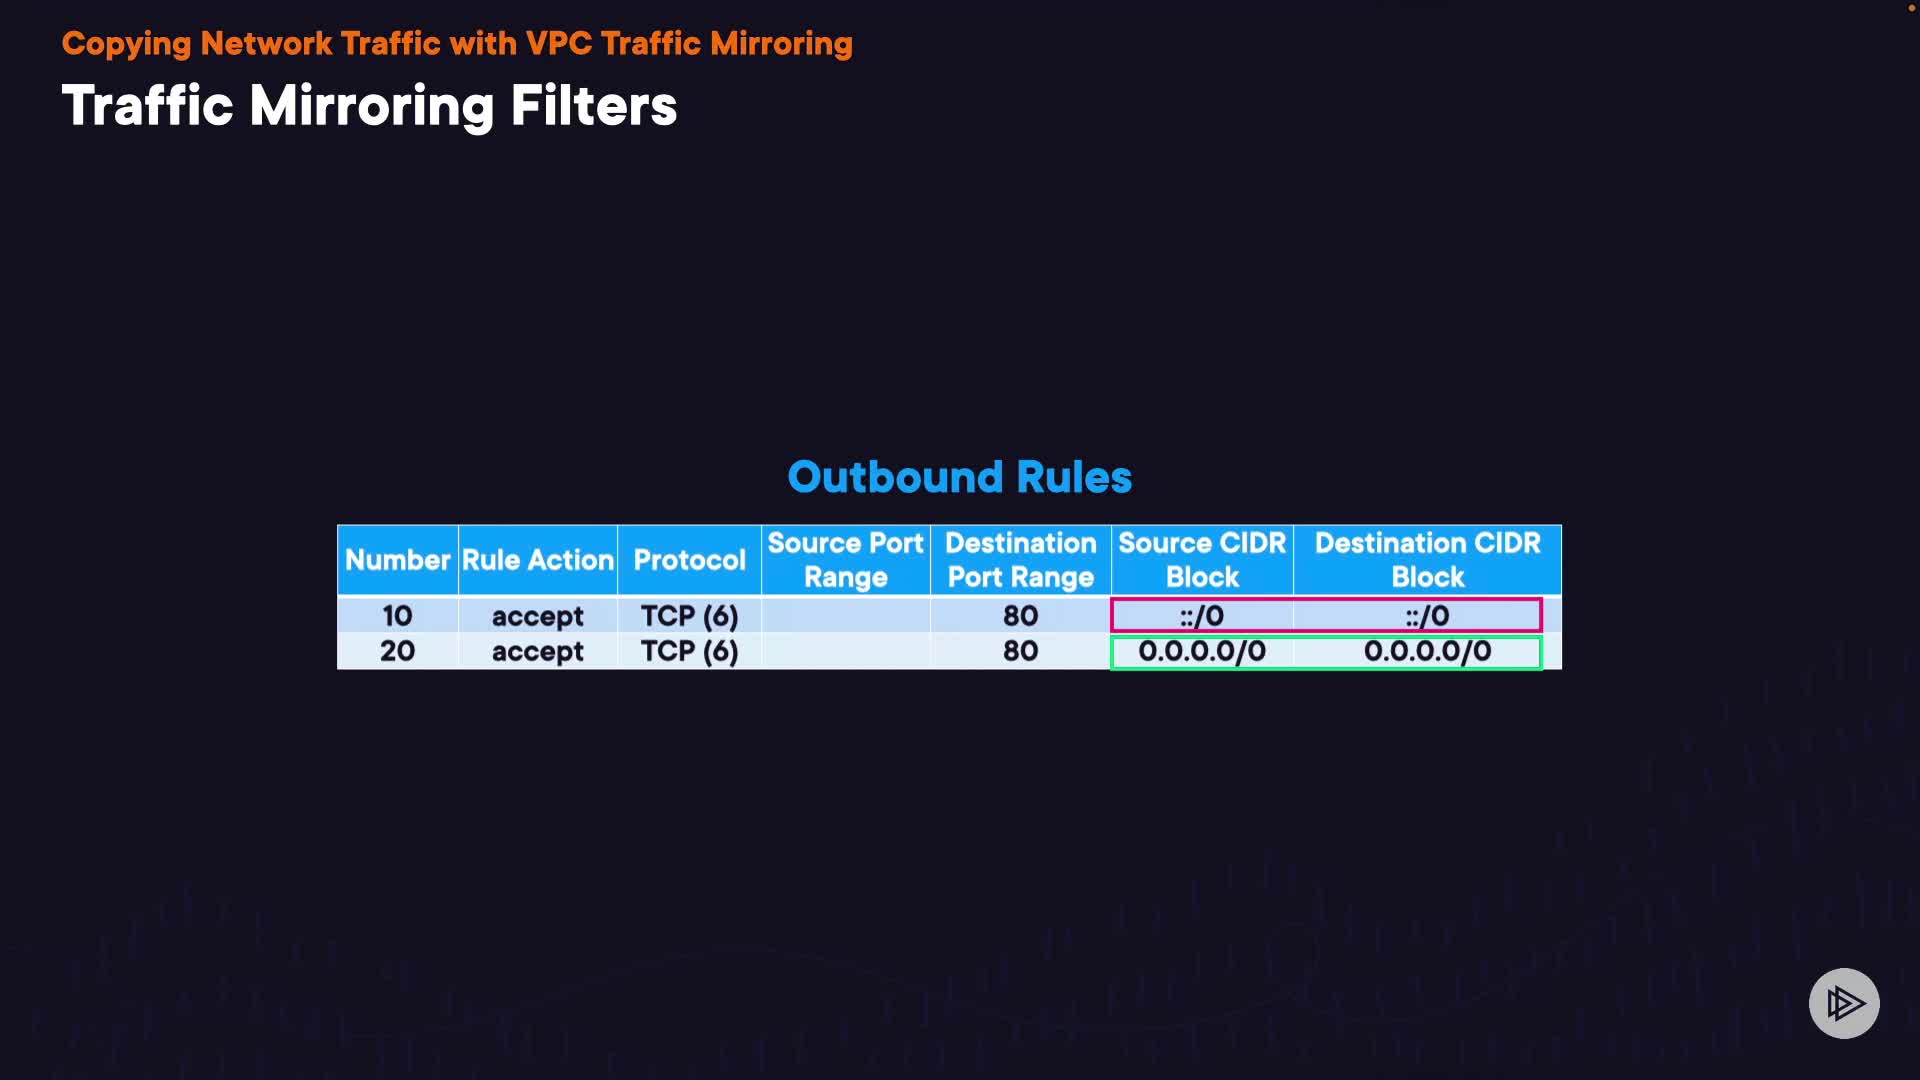 Copying Network Traffic with VPC Traffic Mirroring
Traffic Mirroring Filters
Outbound Rules
Number Rule Action Protocol Source Port Range Destination Port Range Source CIDR Block Destination CIDR Block
10 accept TCP (6) 80 ::/0 ::/0
20 accept TCP (6) 80 0.0.0.0/0 0.0.0.0/0